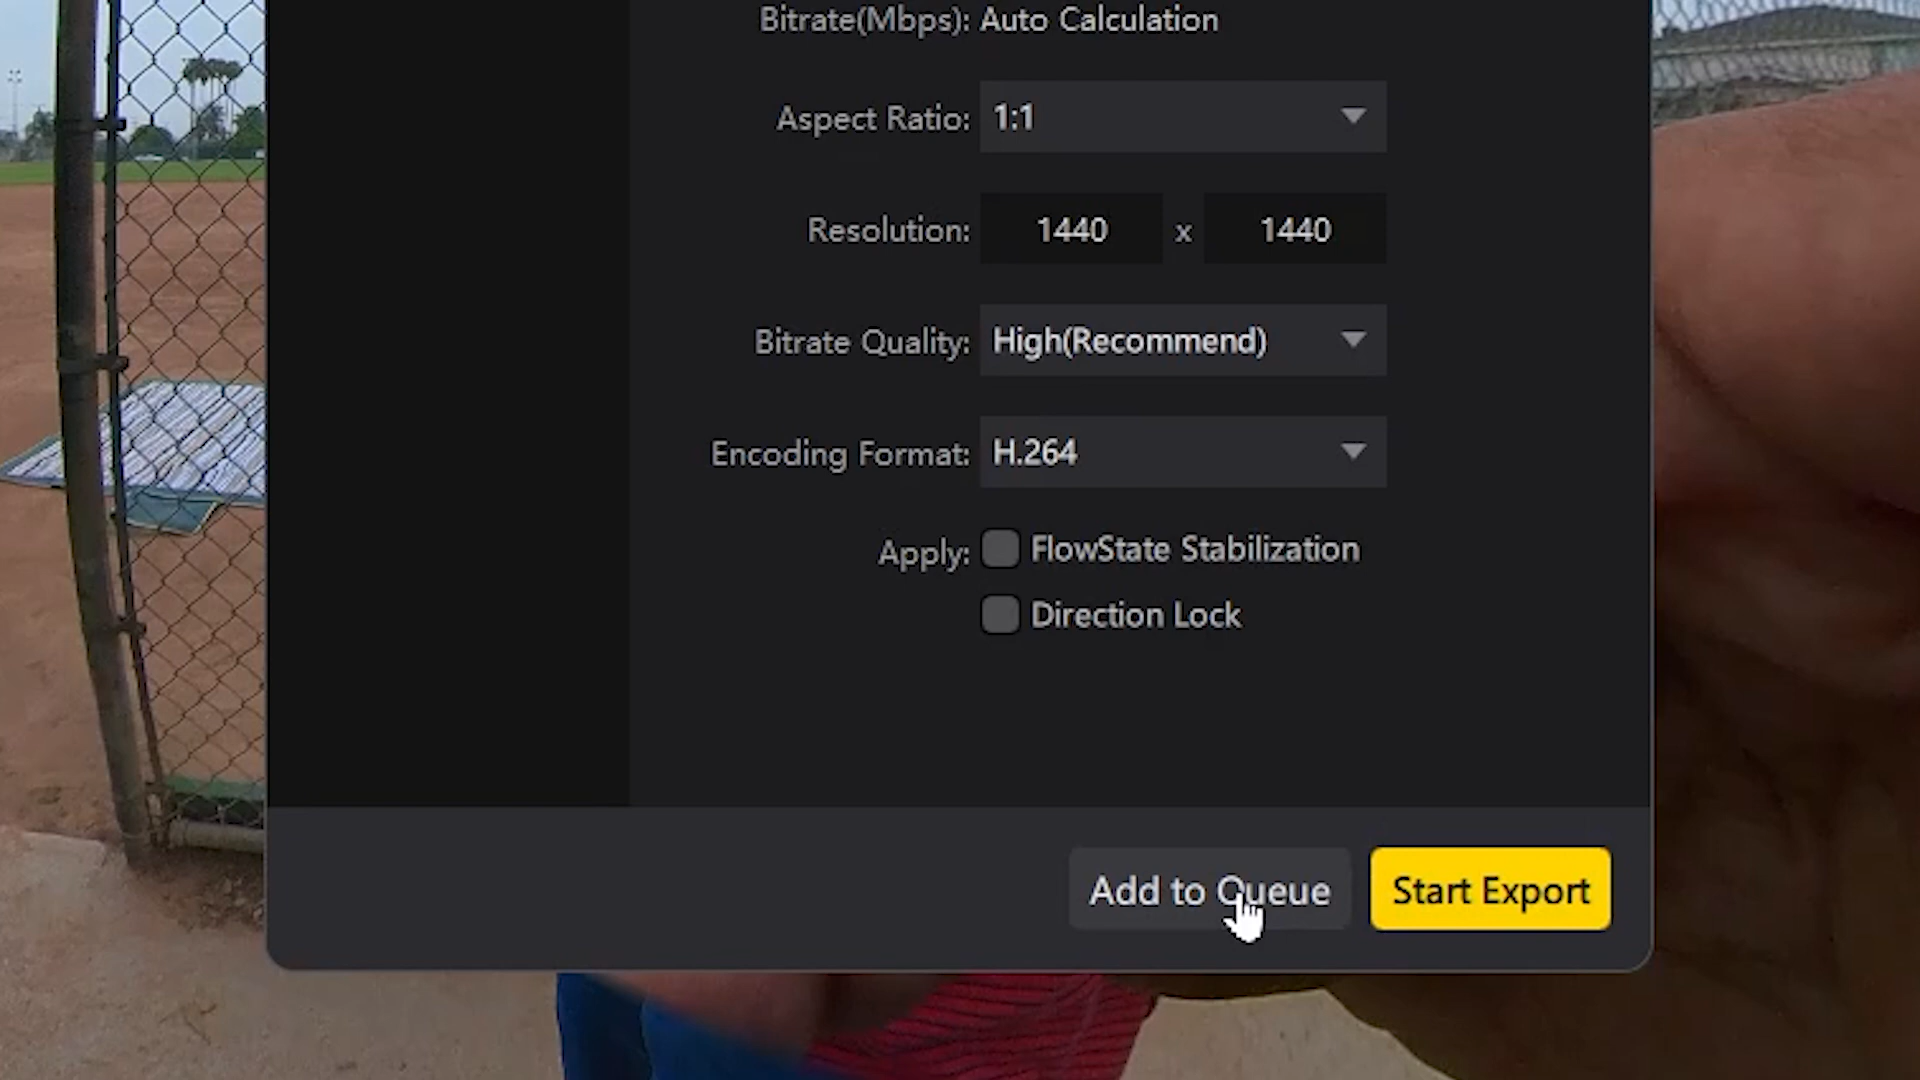 Bitrate(Mbps): Auto Calculation
Aspect Ratio: 1:1
Resolution: 1440 x 1440
Bitrate Quality: High(Recommend)
Encoding Format: H.264
Apply: FlowState Stabilization
Direction Lock
Add to Queue Start Export